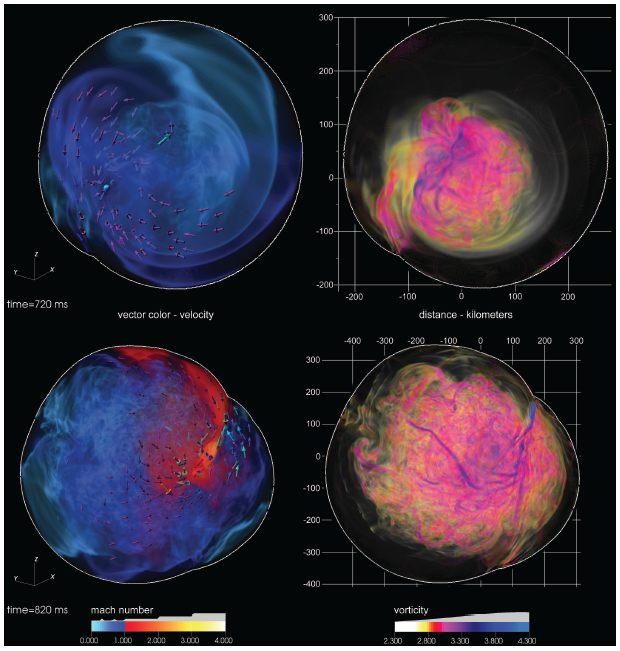 300
200
100
0
-100
-200
-200 -100 0 100 200
Z
Y X
time=720 ms
vector color - velocity distance - kilometers
-400 -300 -200 -100 0 100 200 300
300
200
100
0
-100
-200
-300
-400
Z
Y X
time=820 ms
mach number vorticity
0.000 1.000 2.000 3.000 4.000 2.300 2.800 3.300 3.800 4.300